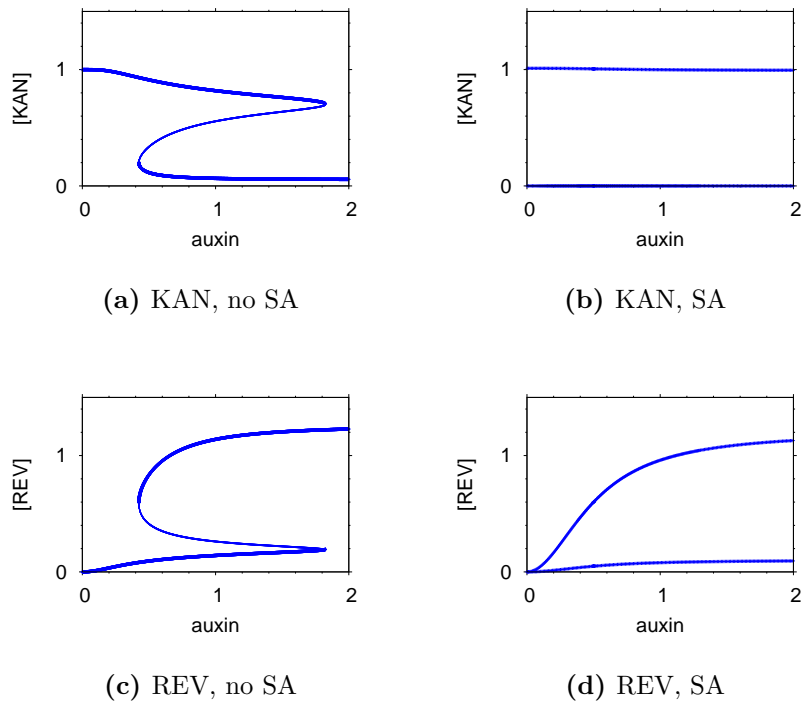 1
0
[KAN]
0 1 2
auxin
(a) KAN, no SA
1
0
[KAN]
0 1 2
auxin
(b) KAN, SA
1
0
[REV]
0 1 2
auxin
(c) REV, no SA
1
0
[REV]
0 1 2
auxin
(d) REV, SA